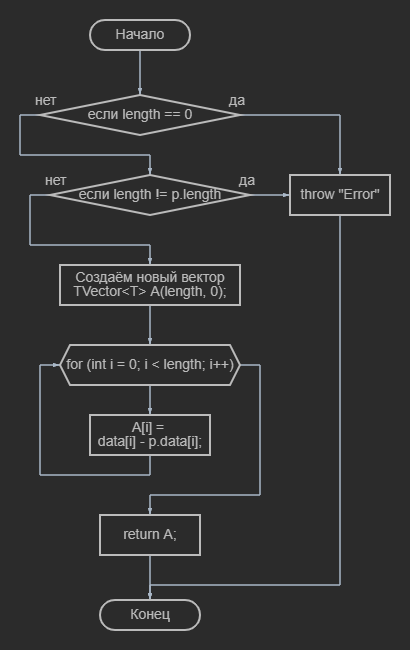 Начало
нет
да
если length == 0
нет
да
если length != p.length
throw "Error"
Создаём новый вектор
TVector<T> A(length, 0);
for (int i = 0; i < length; i++)
A[i] =
data[i] - p.data[i];
return A;
Конец